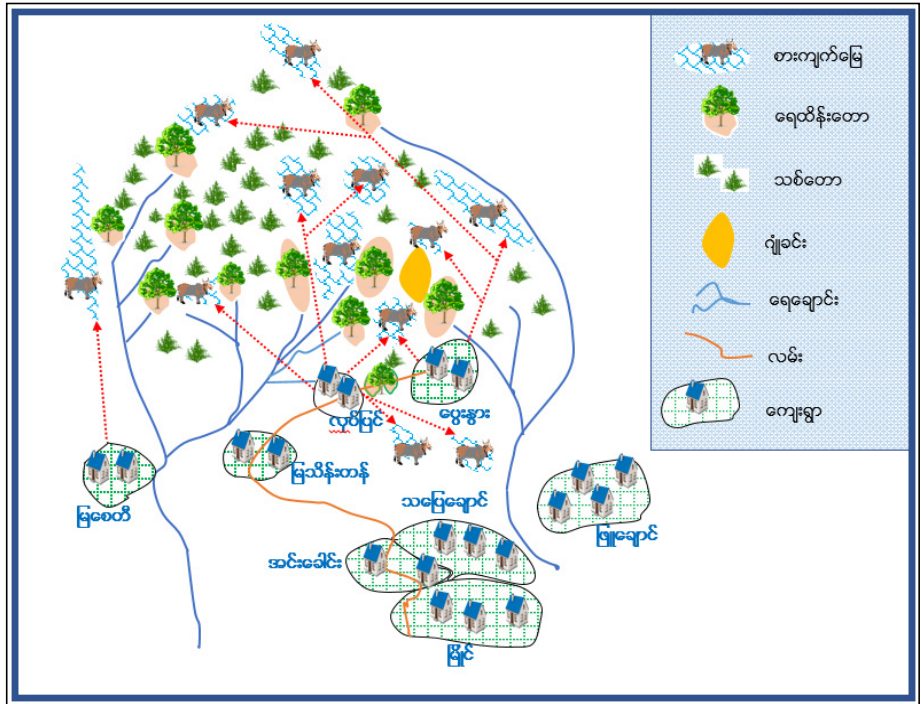 စားကျက်မြေ
ရေထိန်းတော
သစ်တော
ဂျုံခင်း
ရေချောင်း
လမ်း
ကျေးရွာ
လုပ်ပြင်
ပွေးနွား
မြသိန်းတန်
မြစေတီ
သပြေချောင်
ဖြူချောင်
အင်းခေါင်း
မြိုင်